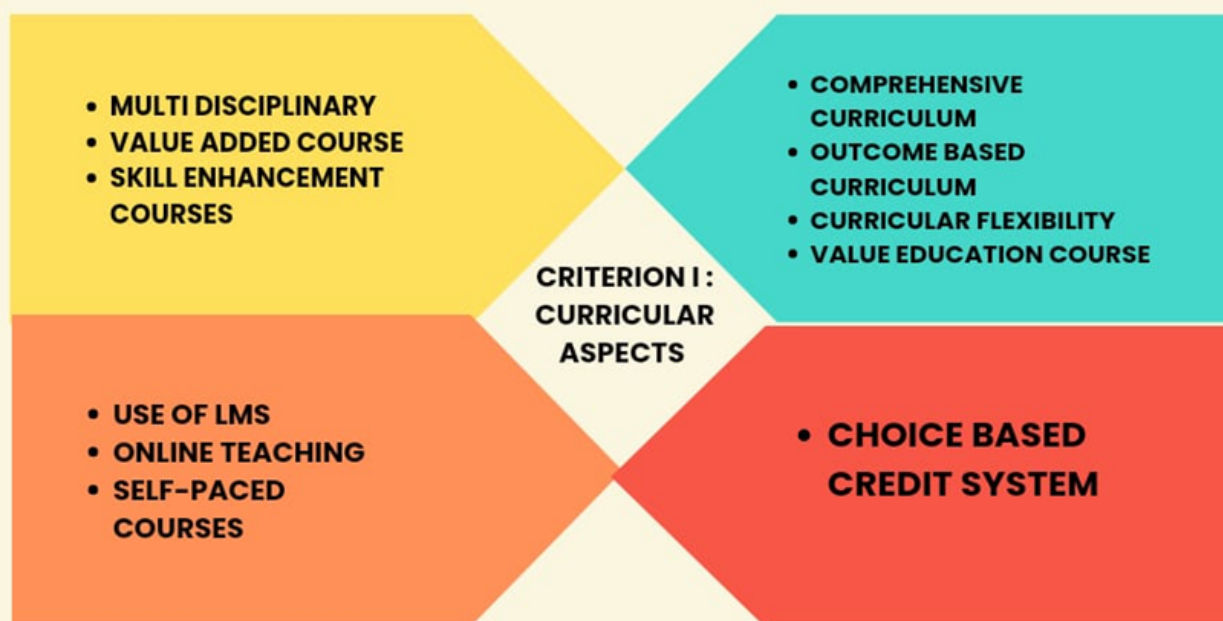 • MULTI DISCIPLINARY
• VALUE ADDED COURSE
• SKILL ENHANCEMENT
COURSES
• COMPREHENSIVE
CURRICULUM
• OUTCOME BASED
CURRICULUM
• CURRICULAR FLEXIBILITY
• VALUE EDUCATION COURSE
CRITERION I :
CURRICULAR
ASPECTS
• USE OF LMS
• ONLINE TEACHING
• SELF-PACED
COURSES
• CHOICE BASED
CREDIT SYSTEM